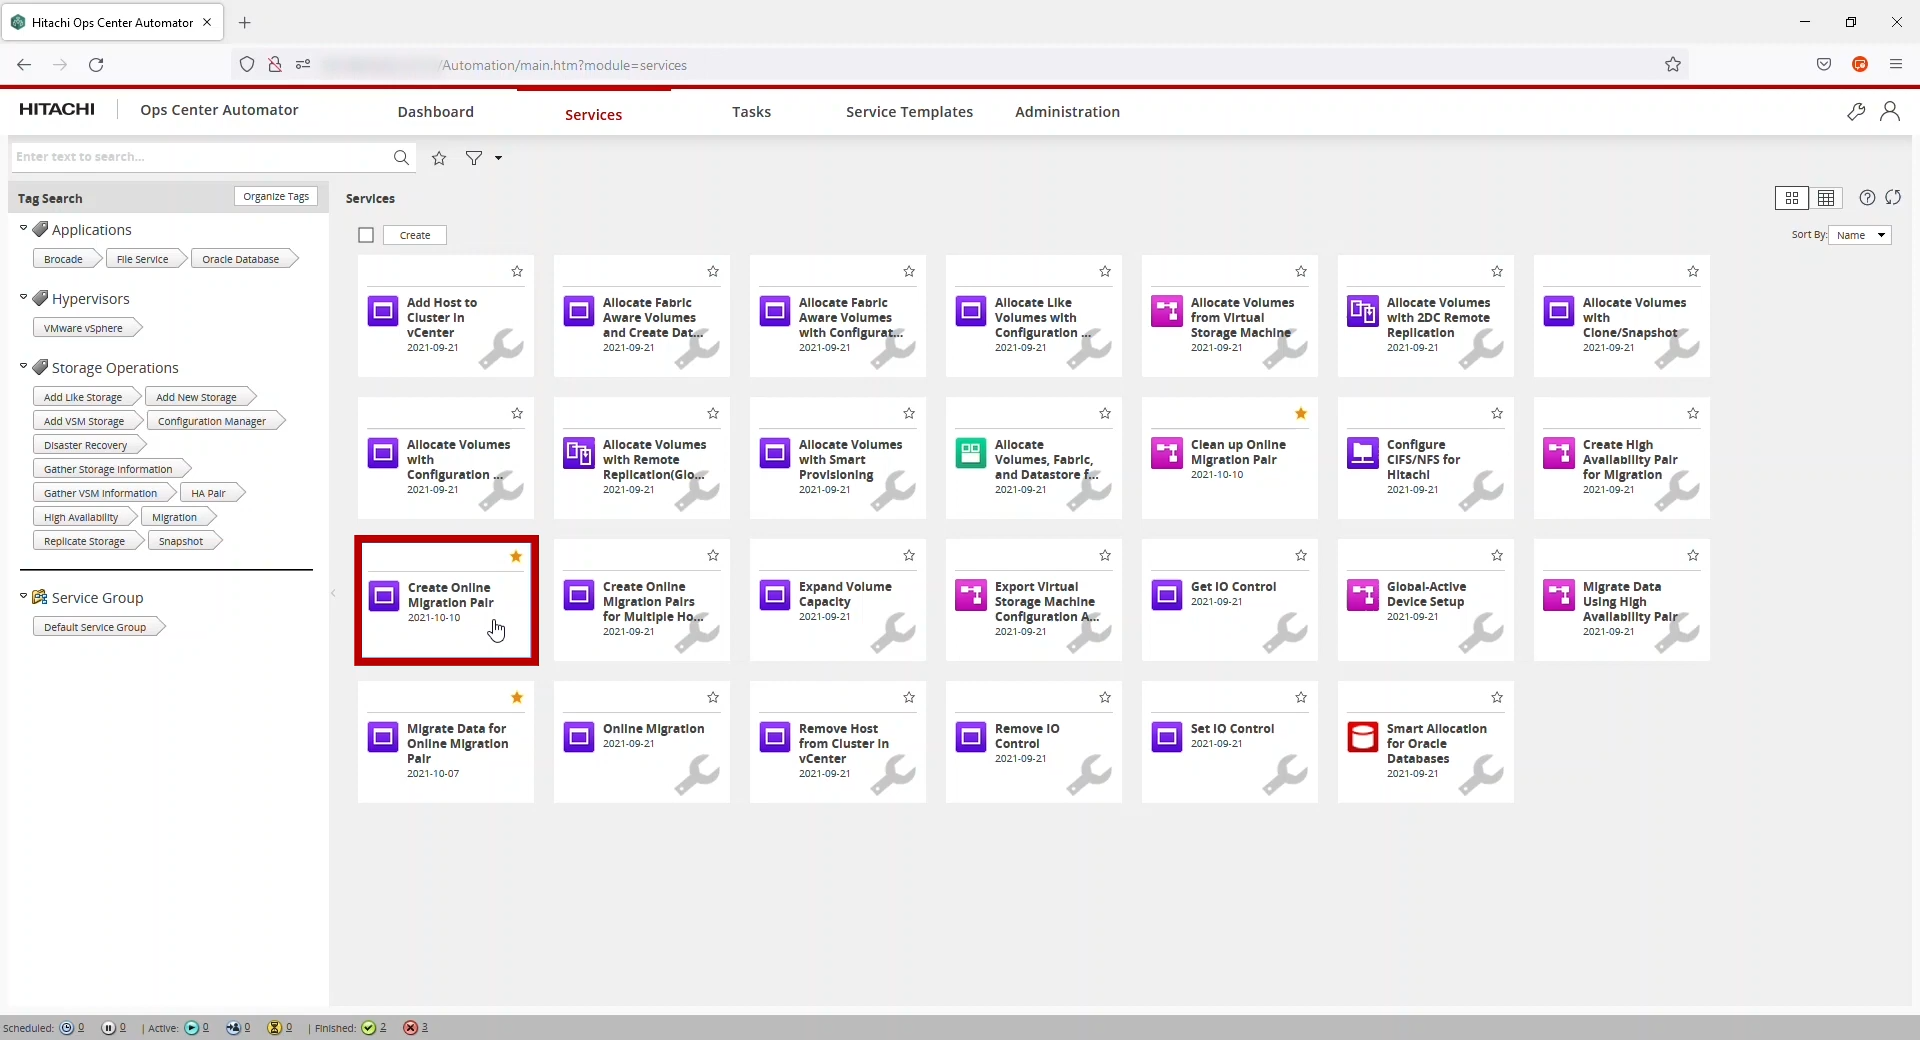 Hitachi Ops Center Automator
/Automation/main.htm?module=services
HITACHI
Ops Center Automator
Dashboard
Services
Tasks
Service Templates
Administration
Enter text to search...
Tag Search
Organize Tags
Applications
Brocade
File Service
Oracle Database
Hypervisors
VMware vSphere
Storage Operations
Add Like Storage
Add New Storage
Add VSM Storage
Configuration Manager
Disaster Recovery
Gather Storage Information
Gather VSM Information
HA Pair
High Availability
Migration
Replicate Storage
Snapshot
Service Group
Default Service Group
Services
Create
Sort By:
Name
Add Host to
Cluster in
vCenter
2021-09-21
Allocate Fabric
Aware Volumes
and Create Dat...
2021-09-21
Allocate Fabric
Aware Volumes
with Configurat...
2021-09-21
Allocate Like
Volumes with
Configuration ...
2021-09-21
Allocate Volumes
from Virtual
Storage Machine
2021-09-21
Allocate Volumes
with 2DC Remote
Replication
2021-09-21
Allocate Volumes
with
Clone/Snapshot
2021-09-21
Allocate Volumes
with
Configuration ...
2021-09-21
Allocate Volumes
with Remote
Replication(Glo...
2021-09-21
Allocate Volumes
with Smart
Provisioning
2021-09-21
Allocate
Volumes, Fabric,
and Datastore f...
2021-09-21
Clean up Online
Migration Pair
2021-10-10
Configure
CIFS/NFS for
Hitachi
2021-09-21
Create High
Availability Pair
for Migration
2021-09-21
Create Online
Migration Pair
2021-10-10
Create Online
Migration Pairs
for Multiple Ho...
2021-09-21
Expand Volume
Capacity
2021-09-21
Export Virtual
Storage Machine
Configuration A...
2021-09-21
Get IO Control
2021-09-21
Global-Active
Device Setup
2021-09-21
Migrate Data
Using High
Availability Pair
2021-09-21
Migrate Data for
Online Migration
Pair
2021-10-07
Online Migration
2021-09-21
Remove Host
from Cluster in
vCenter
2021-09-21
Remove IO
Control
2021-09-21
Set IO Control
2021-09-21
Smart Allocation
for Oracle
Databases
2021-09-21
Scheduled: 0 0 | Active: 0 0 0 | Finished: 2 3